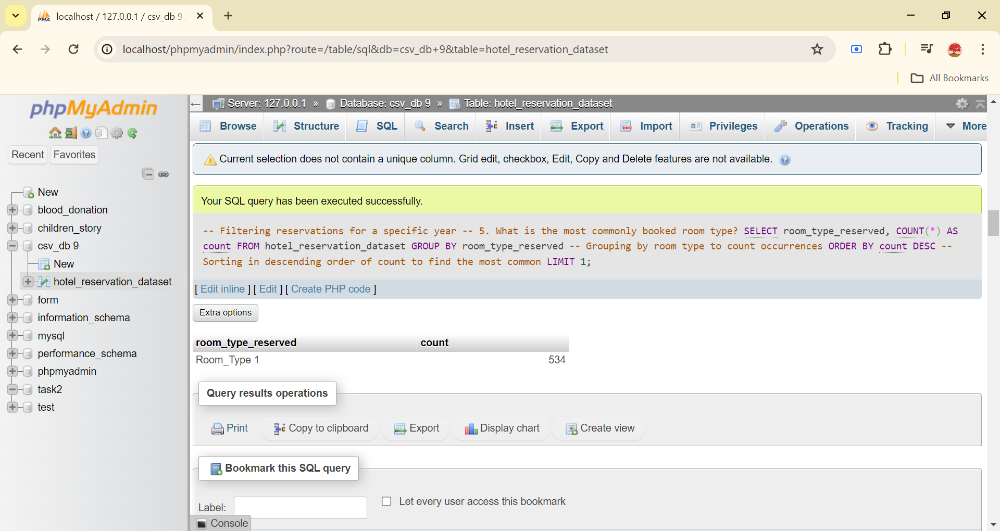 localhost / 127.0.0.1 / csv_db 9
localhost/phpmyadmin/index.php?route=/table/sql&db=csv_db+9&table=hotel_reservation_dataset
All Bookmarks
phpMyAdmin
Recent
Favorites
New
blood_donation
children_story
csv_db 9
New
hotel_reservation_dataset
form
information_schema
mysql
performance_schema
phpmyadmin
task2
test
Server: 127.0.0.1 » Database: csv_db 9 » Table: hotel_reservation_dataset
Browse Structure SQL Search Insert Export Import Privileges Operations Tracking More
Current selection does not contain a unique column. Grid edit, checkbox, Edit, Copy and Delete features are not available.
Your SQL query has been executed successfully.
-- Filtering reservations for a specific year -- 5. What is the most commonly booked room type? SELECT room_type_reserved, COUNT(*) AS
count FROM hotel_reservation_dataset GROUP BY room_type_reserved -- Grouping by room type to count occurrences ORDER BY count DESC --
Sorting in descending order of count to find the most common LIMIT 1;
[ Edit inline ] [ Edit ] [ Create PHP code ]
Extra options
room_type_reserved count
Room_Type 1 534
Query results operations
Print Copy to clipboard Export Display chart Create view
Bookmark this SQL query
Label:
Let every user access this bookmark
Console